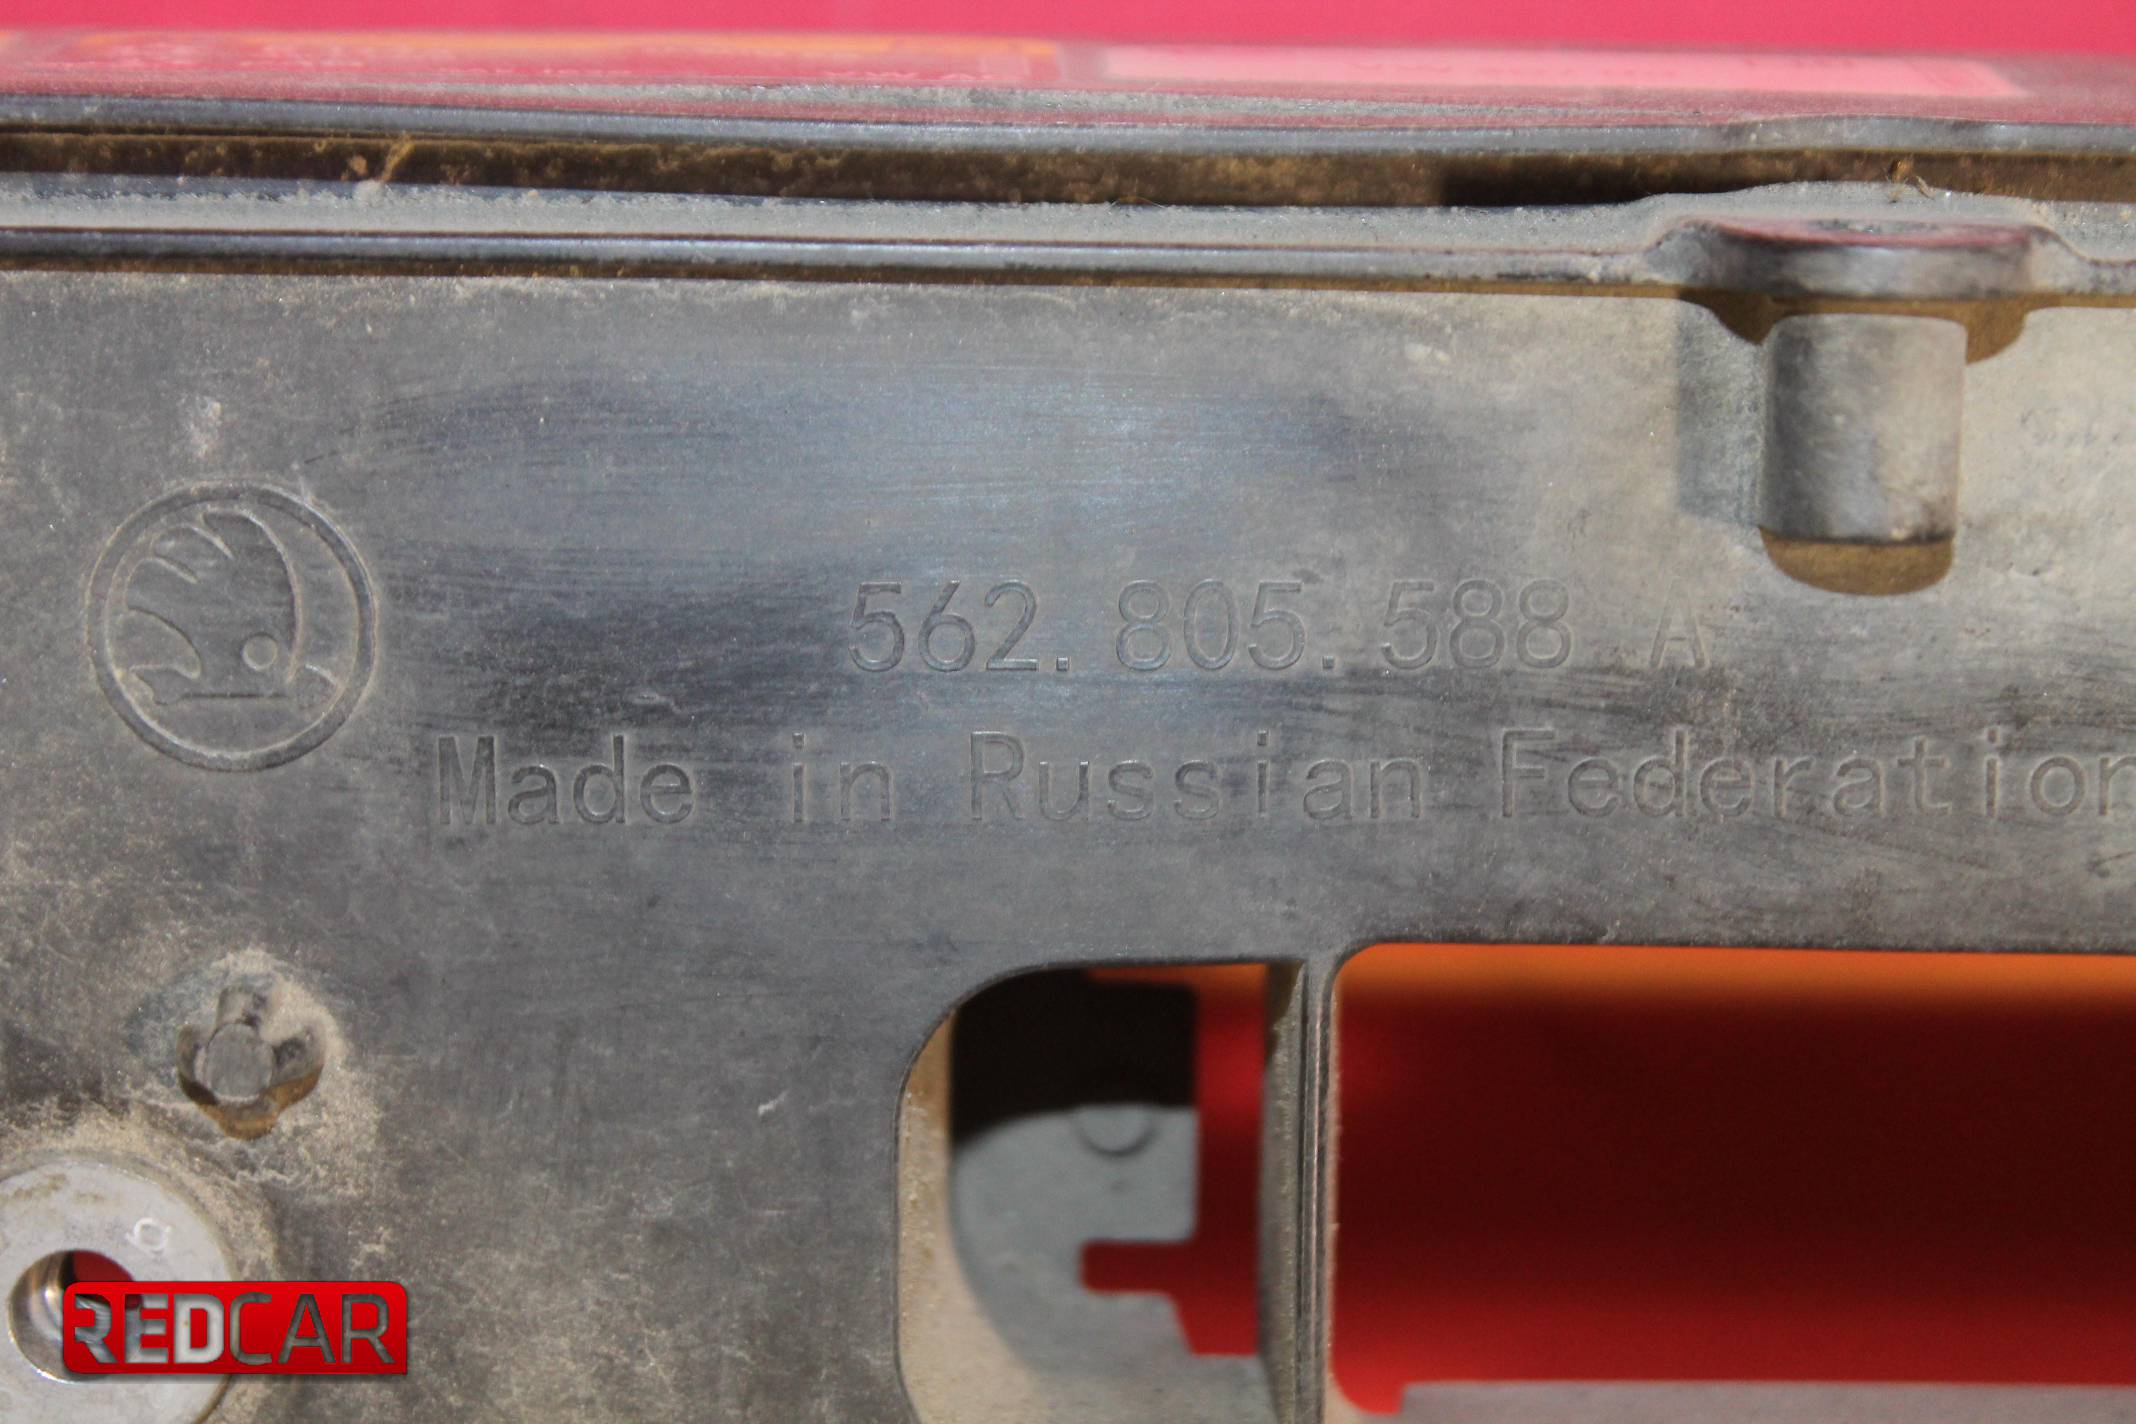 562.805.588 A
Made in Russian Federation
REDCAR